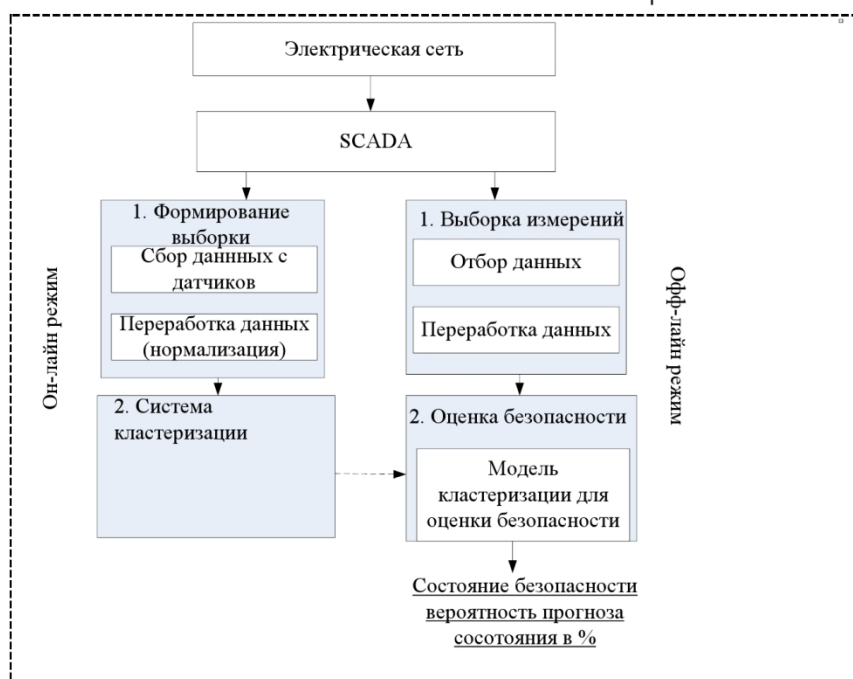 Электрическая сеть
SCADA
1. Формирование
выборки
Сбор даннных с
датчиков
Переработка данных
(нормализация)
2. Система
кластеризации
Он-лайн режим
1. Выборка измерений
Отбор данных
Переработка данных
2. Оценка безопасности
Модель
кластеризации для
оценки безопасности
Офф-лайн режим
Состояние безопасности
вероятность прогноза
сосотояния в %